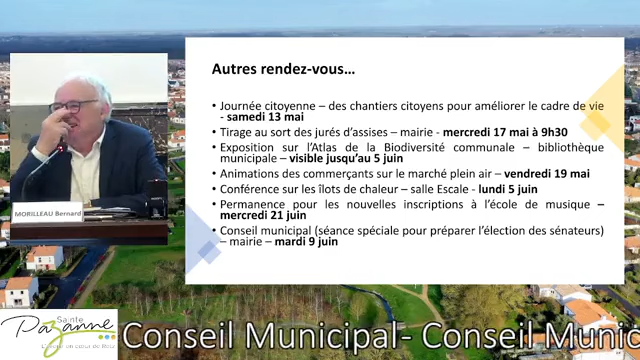 Autres rendez-vous…
• Journée citoyenne – des chantiers citoyens pour améliorer le cadre de vie
- samedi 13 mai
• Tirage au sort des jurés d'assises – mairie - mercredi 17 mai à 9h30
• Exposition sur l'Atlas de la Biodiversité communale – bibliothèque
municipale – visible jusqu'au 5 juin
• Animations des commerçants sur le marché plein air – vendredi 19 mai
• Conférence sur les îlots de chaleur – salle Escale - lundi 5 juin
• Permanence pour les nouvelles inscriptions à l'école de musique –
mercredi 21 juin
• Conseil municipal (séance spéciale pour préparer l'élection des sénateurs)
– mairie – mardi 9 juin
MORILLEAU Bernard
Sainte
Pazanne
Conseil Municipal - Conseil Munic